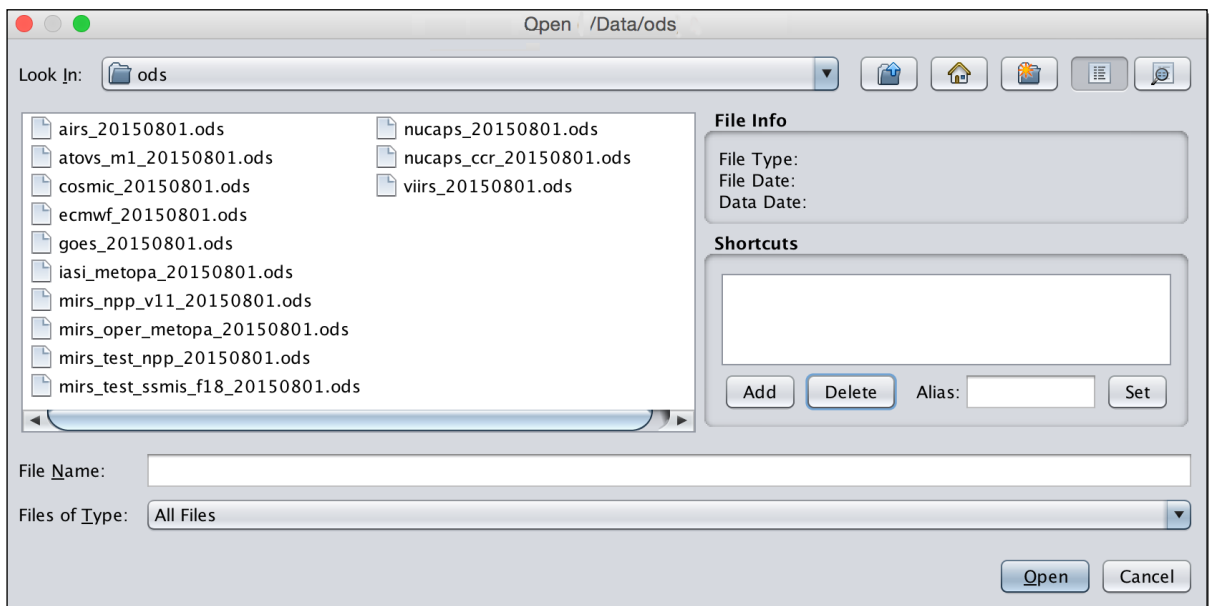 Open /Data/ods
Look In: ods
airs_20150801.ods
atovs_m1_20150801.ods
cosmic_20150801.ods
ecmwf_20150801.ods
goes_20150801.ods
iasi_metopa_20150801.ods
mirs_npp_v11_20150801.ods
mirs_oper_metopa_20150801.ods
mirs_test_npp_20150801.ods
mirs_test_ssmis_f18_20150801.ods
nucaps_20150801.ods
nucaps_ccr_20150801.ods
viirs_20150801.ods
File Info
File Type:
File Date:
Data Date:
Shortcuts
Add Delete Alias: Set
File Name:
Files of Type: All Files
Open Cancel